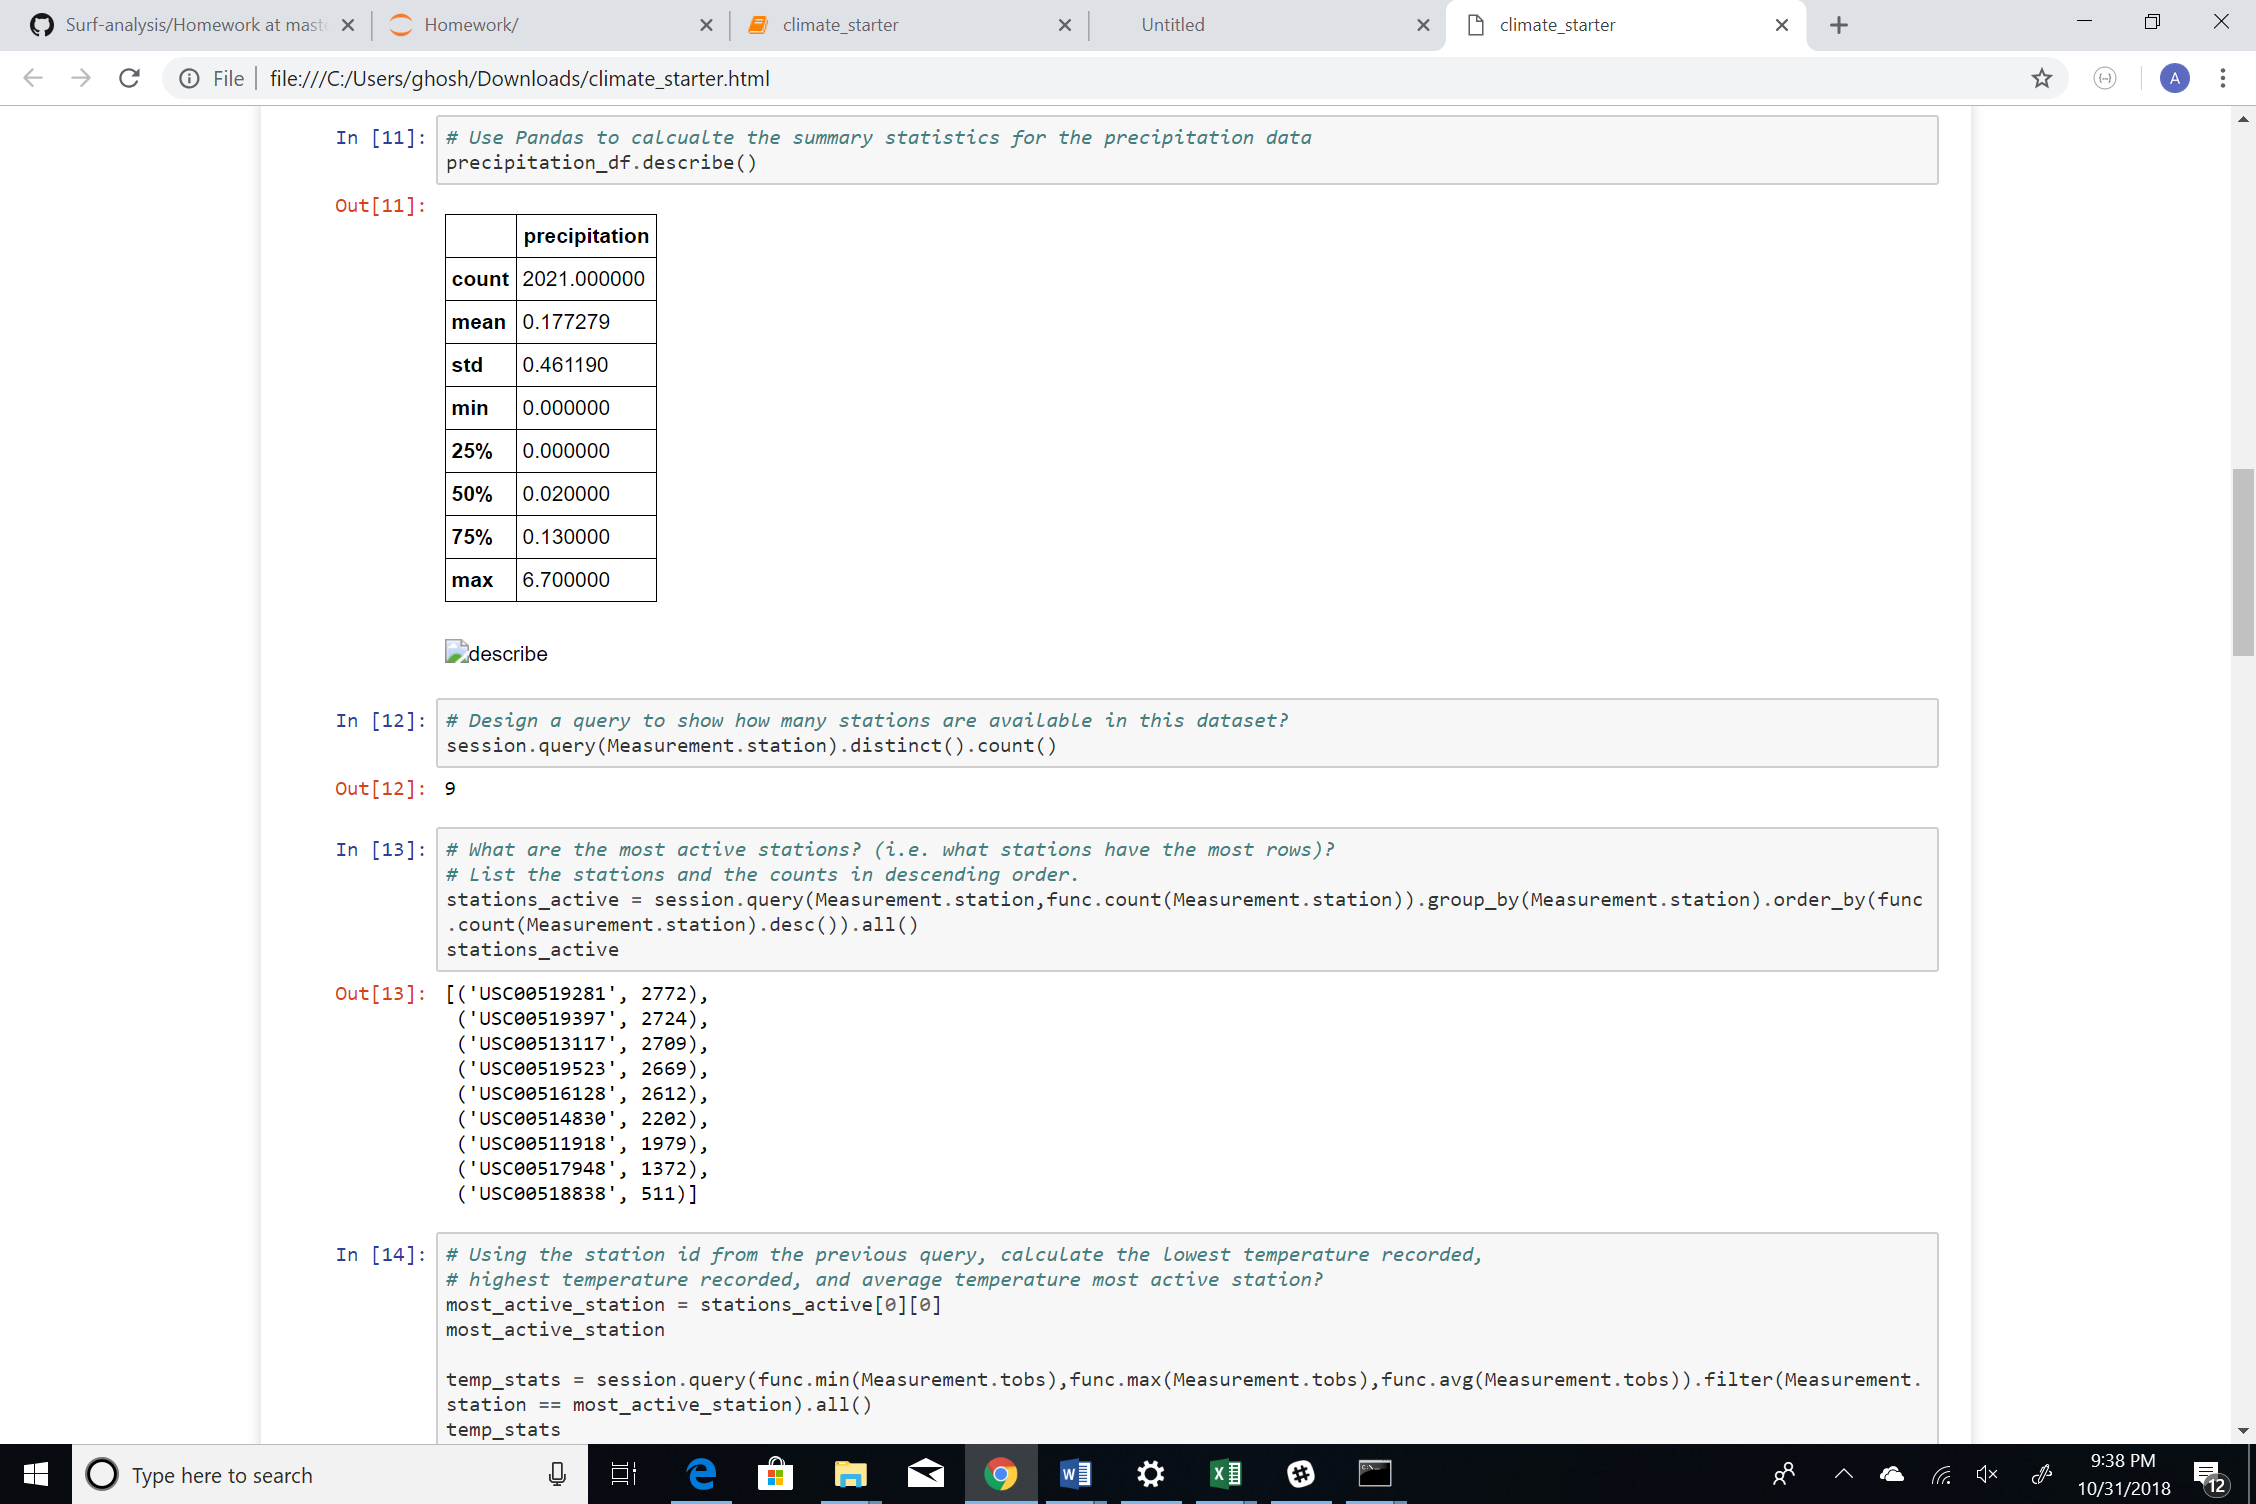 Surf-analysis/Homework at mast
Homework/
climate_starter
Untitled
climate_starter
File
file:///C:/Users/ghosh/Downloads/climate_starter.html
A
In [11]:
# Use Pandas to calcualte the summary statistics for the precipitation data
precipitation_df.describe()
Out[11]:
precipitation
count 2021.000000
mean 0.177279
std 0.461190
min 0.000000
25% 0.000000
50% 0.020000
75% 0.130000
max 6.700000
describe
In [12]:
# Design a query to show how many stations are available in this dataset?
session.query(Measurement.station).distinct().count()
Out[12]: 9
In [13]:
# What are the most active stations? (i.e. what stations have the most rows)?
# List the stations and the counts in descending order.
stations_active = session.query(Measurement.station,func.count(Measurement.station)).group_by(Measurement.station).order_by(func
.count(Measurement.station).desc()).all()
stations_active
Out[13]: [('USC00519281', 2772),
('USC00519397', 2724),
('USC00513117', 2709),
('USC00519523', 2669),
('USC00516128', 2612),
('USC00514830', 2202),
('USC00511918', 1979),
('USC00517948', 1372),
('USC00518838', 511)]
In [14]:
# Using the station id from the previous query, calculate the lowest temperature recorded,
# highest temperature recorded, and average temperature most active station?
most_active_station = stations_active[0][0]
most_active_station
temp_stats = session.query(func.min(Measurement.tobs),func.max(Measurement.tobs),func.avg(Measurement.tobs)).filter(Measurement.
station == most_active_station).all()
temp_stats
Type here to search
9:38 PM
10/31/2018
12